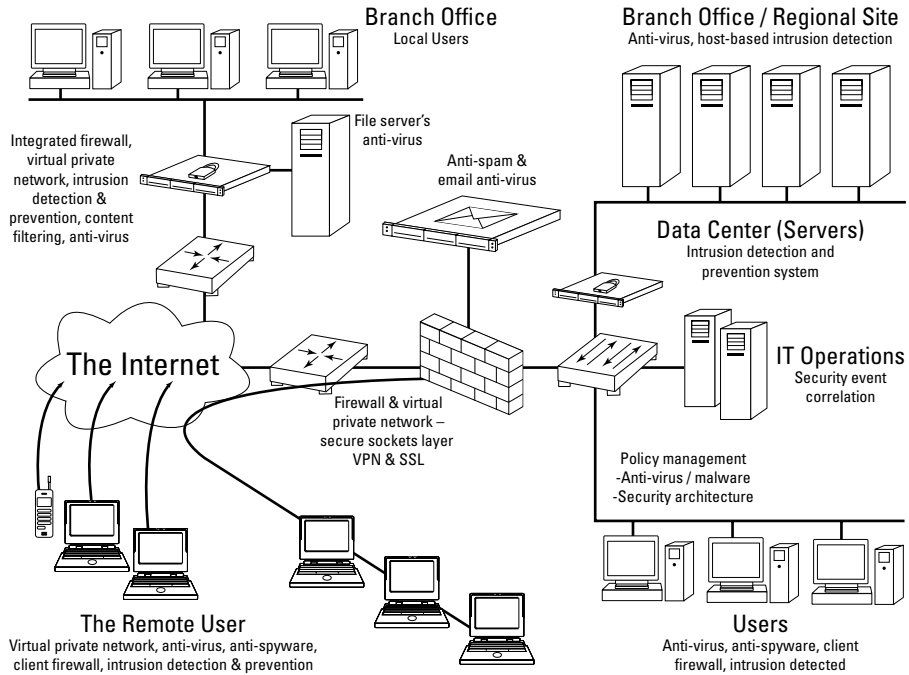 Branch Office
Local Users
Branch Office / Regional Site
Anti-virus, host-based intrusion detection
Integrated firewall,
virtual private
network, intrusion
detection &
prevention, content
filtering, anti-virus
File server's
anti-virus
Anti-spam &
email anti-virus
Data Center (Servers)
Intrusion detection and
prevention system
The Internet
Firewall & virtual
private network –
secure sockets layer
VPN & SSL
IT Operations
Security event
correlation
Policy management
-Anti-virus / malware
-Security architecture
The Remote User
Virtual private network, anti-virus, anti-spyware,
client firewall, intrusion detection & prevention
Users
Anti-virus, anti-spyware, client
firewall, intrusion detected